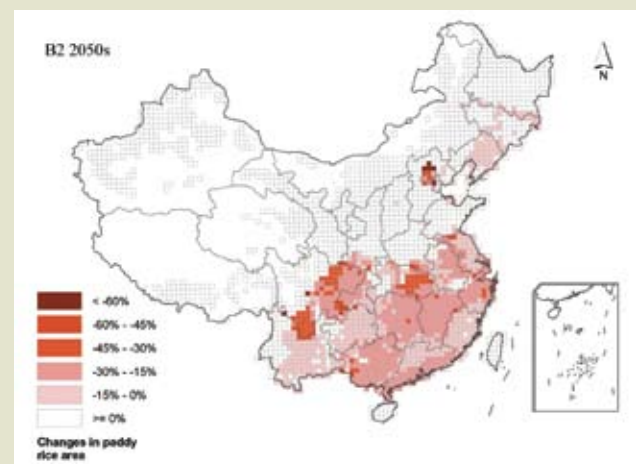 B2 2050s
N
< -60%
-60% - -45%
-45% - -30%
-30% - -15%
-15% - 0%
>= 0%
Changes in paddy
rice area